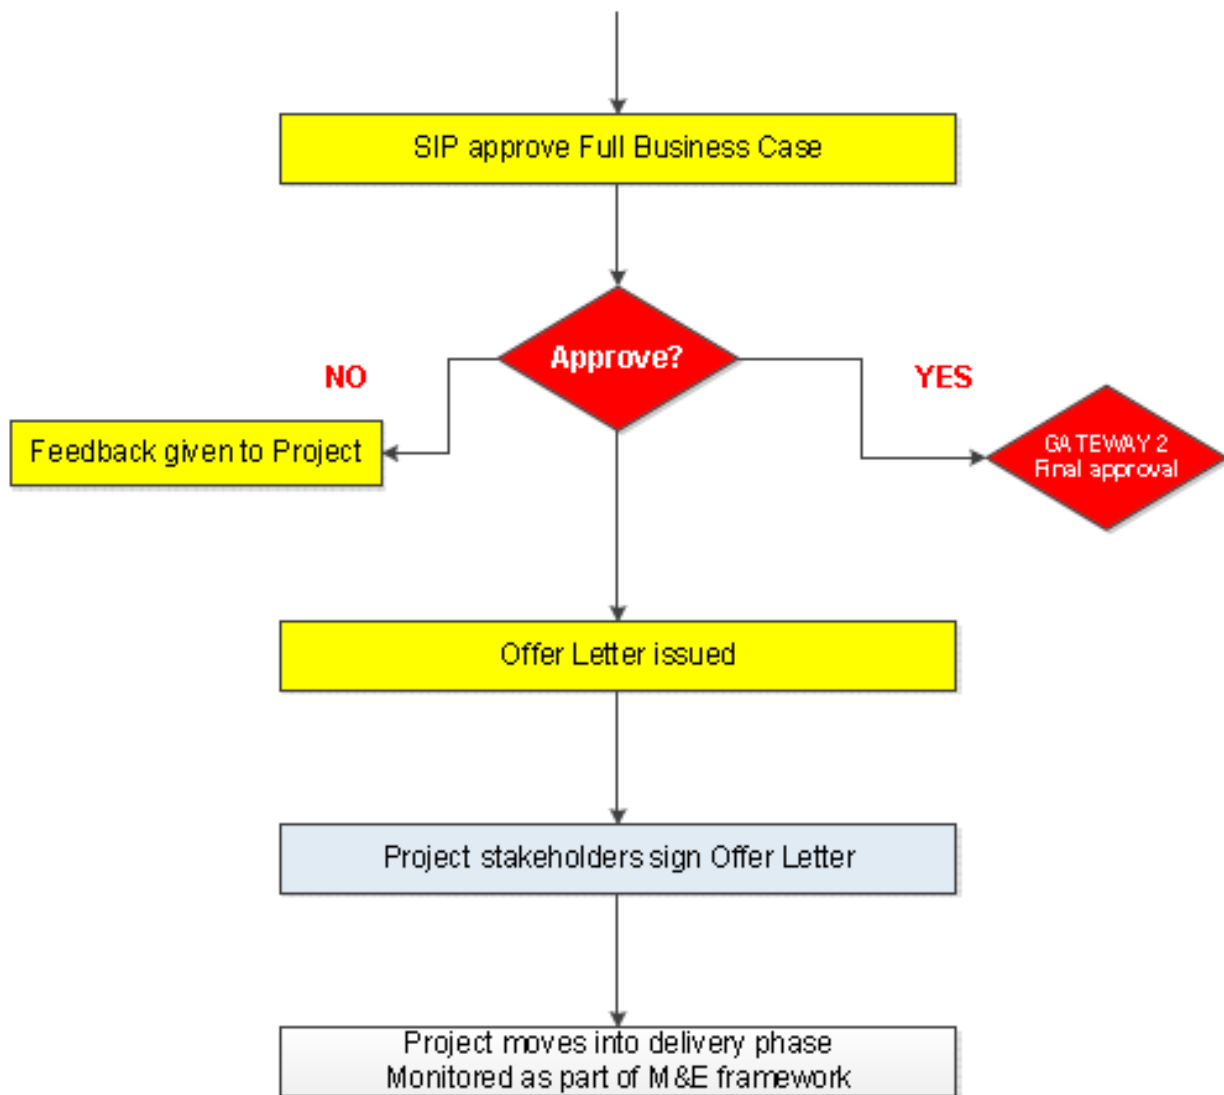 SIP approve Full Business Case
Approve?
NO
YES
Feedback given to Project
GATEWAY 2
Final approval
Offer Letter issued
Project stakeholders sign Offer Letter
Project moves into delivery phase
Monitored as part of M&E framework